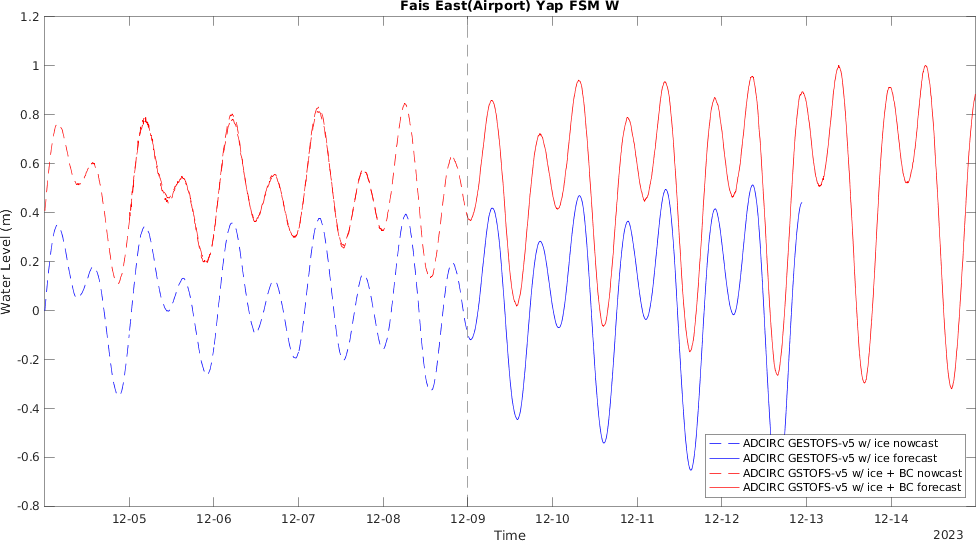 Fais East(Airport) Yap FSM W
1.2
1
0.8
0.6
0.4
0.2
0
-0.2
-0.4
-0.6
-0.8
Water Level (m)
ADCIRC GESTOFS-v5 w/ ice nowcast
ADCIRC GESTOFS-v5 w/ ice forecast
ADCIRC GSTOFS-v5 w/ ice + BC nowcast
ADCIRC GSTOFS-v5 w/ ice + BC forecast
12-05 12-06 12-07 12-08 12-09 12-10 12-11 12-12 12-13 12-14
Time
2023